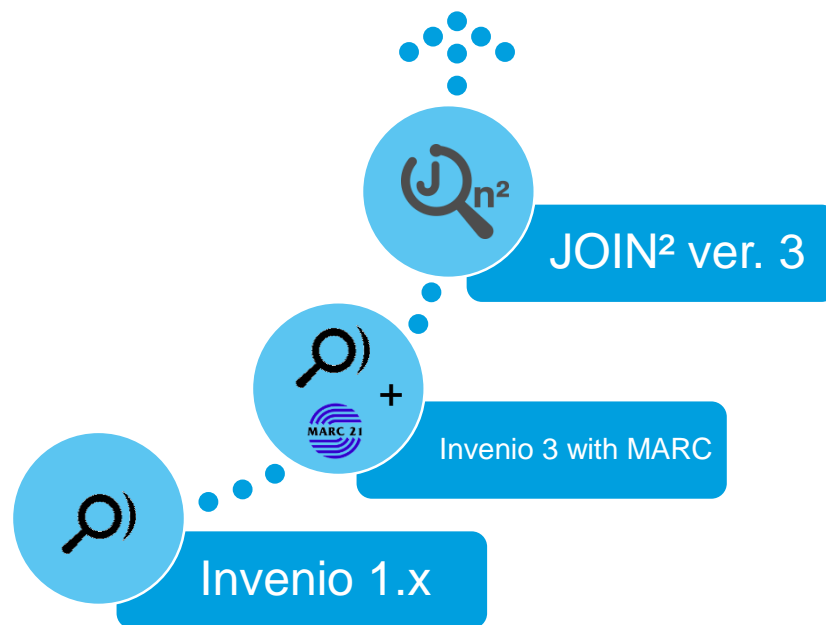 J n²
JOIN² ver. 3
+
MARC 21
Invenio 3 with MARC
Invenio 1.x